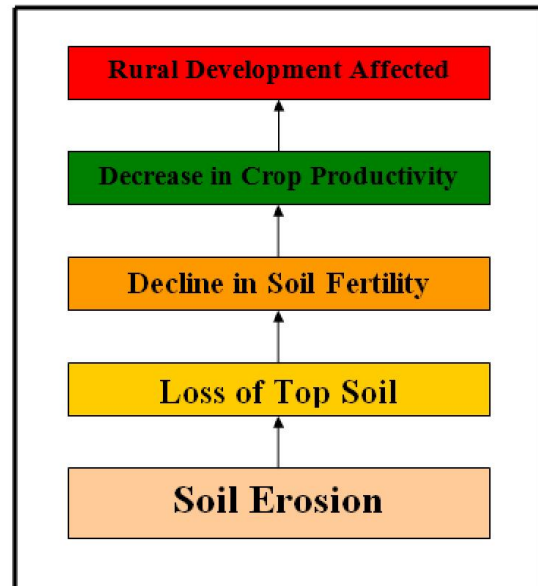 Rural Development Affected
Decrease in Crop Productivity
Decline in Soil Fertility
Loss of Top Soil
Soil Erosion